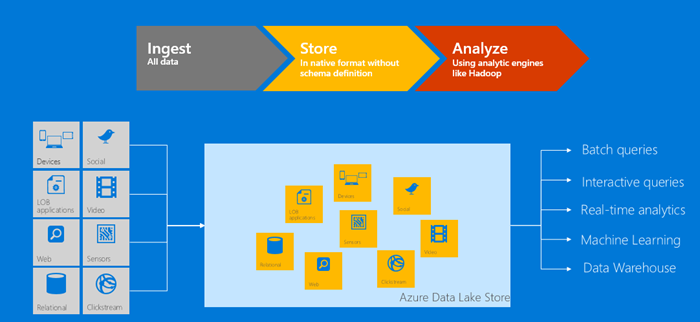 Ingest
All data
Store
In native format without
schema definition
Analyze
Using analytic engines
like Hadoop
Devices
Social
LOB
applications
Video
Web
Sensors
Relational
Clickstream
Devices
LOB
applications
Social
Sensors
Relational
Video
Web
Clickstream
Azure Data Lake Store
Batch queries
Interactive queries
Real-time analytics
Machine Learning
Data Warehouse